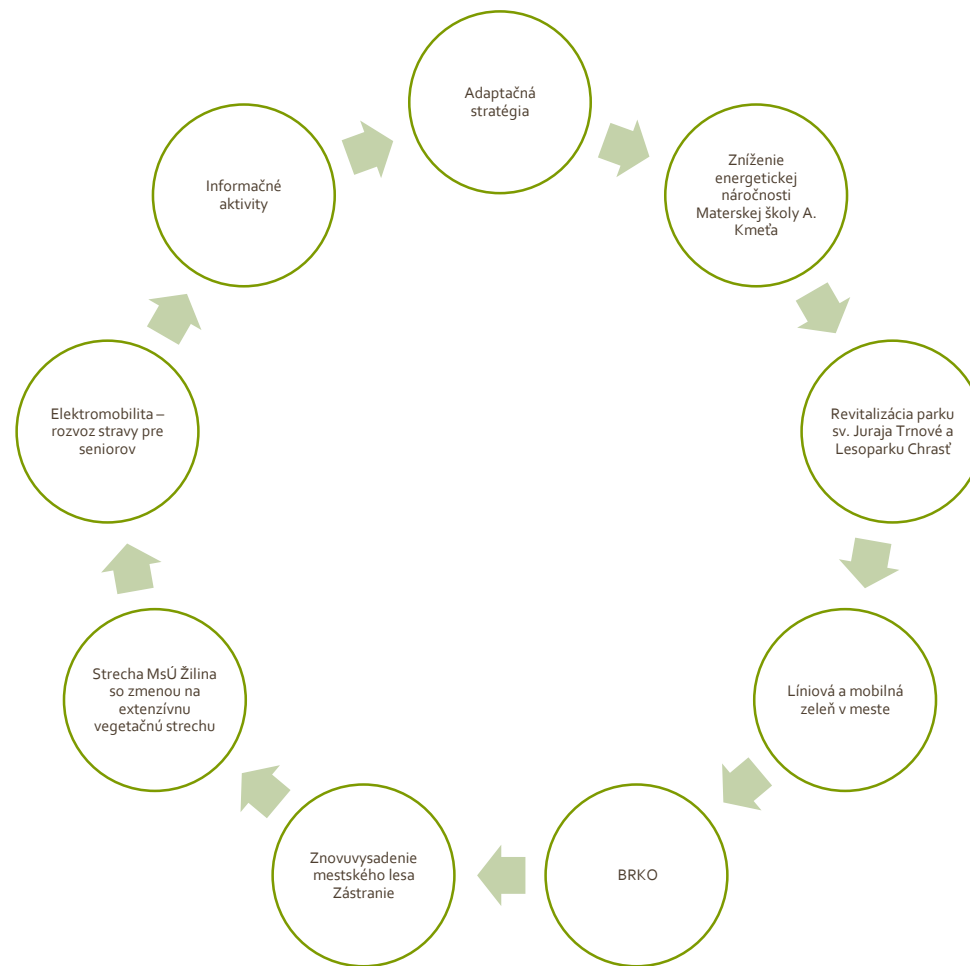 Adaptačná
stratégia
Zníženie
energetickej
náročnosti
Materskej školy A.
Kmeťa
Revitalizácia parku
sv. Juraja Trnové a
Lesoparku Chrasť
Líniová a mobilná
zeleň v meste
BRKO
Znovuvysadenie
mestského lesa
Zástranie
Strecha MsÚ Žilina
so zmenou na
extenzívnu
vegetačnú strechu
Elektromobilita –
rozvoz stravy pre
seniorov
Informačné
aktivity